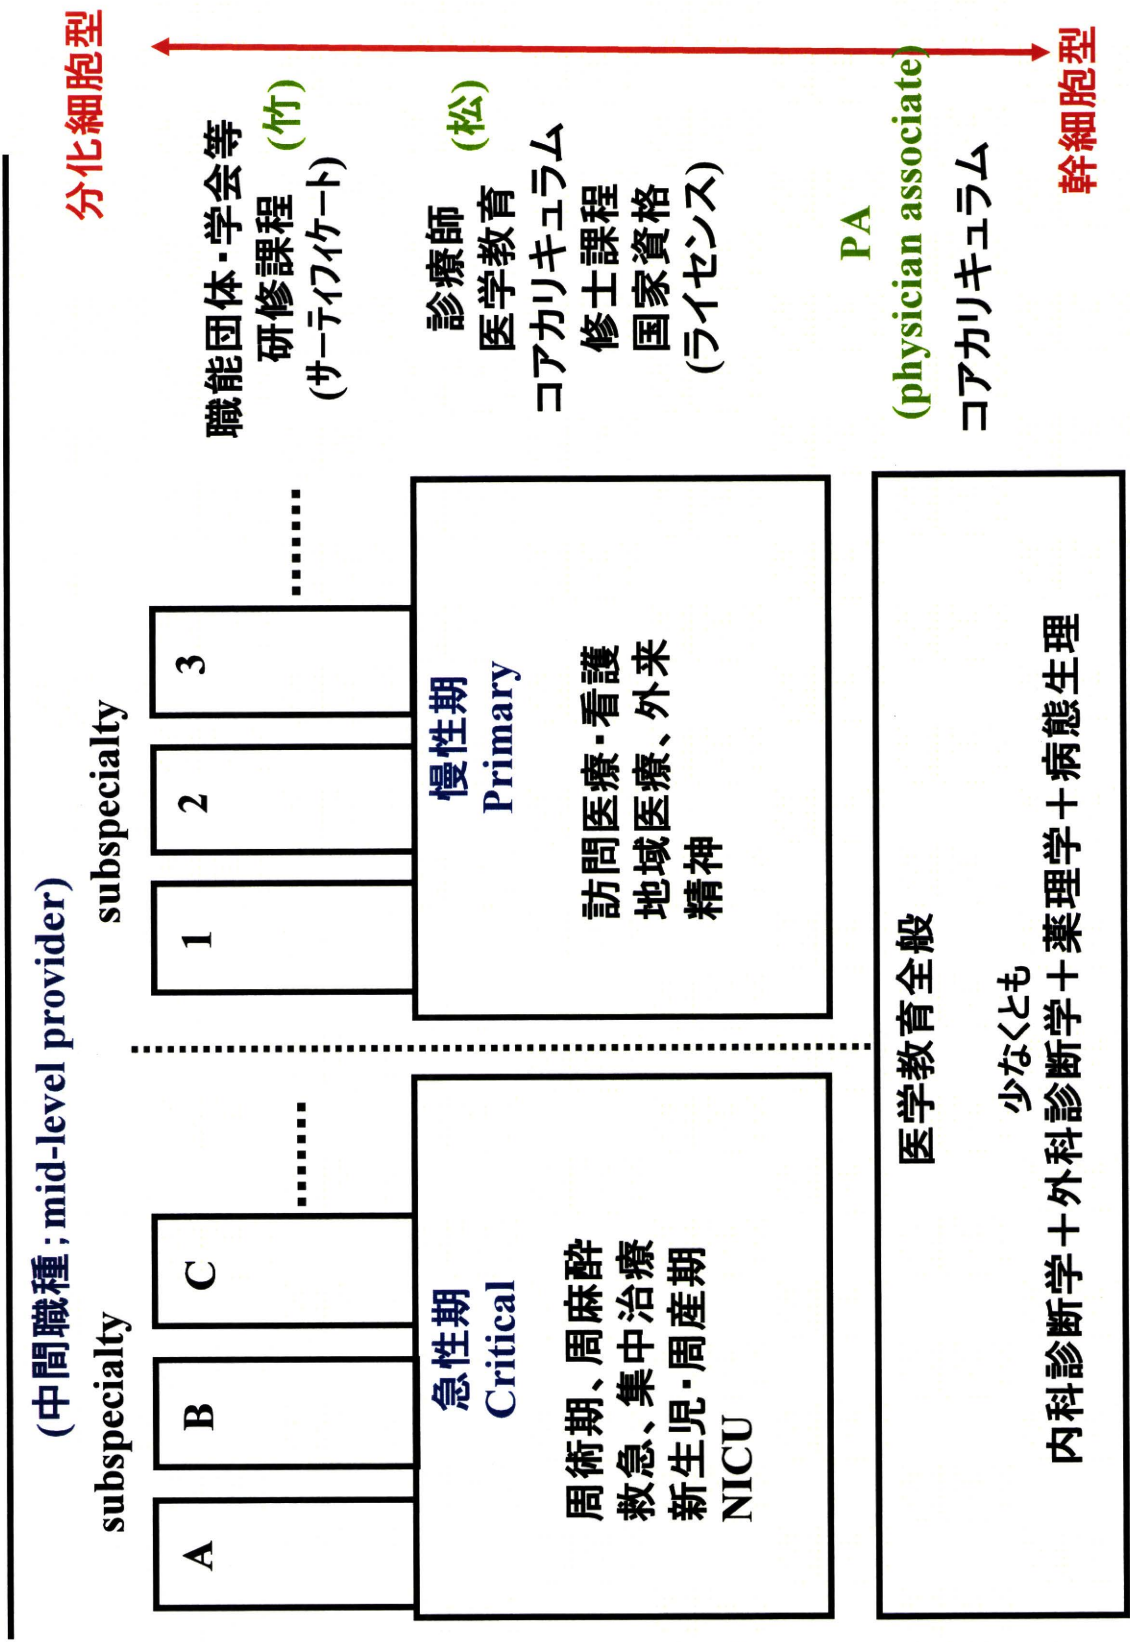 (中間職種;mid-level provider)
分化細胞型
subspecialty
subspecialty
A
B
C
.......
1
2
3
.......
職能団体・学会等
研修課程
(竹)
(サーティフィケート)
急性期
Critical
周術期、周麻酔
救急、集中治療
新生児・周産期
NICU
慢性期
Primary
訪問医療・看護
地域医療、外来
精神
診療師
(松)
医学教育
コアカリキュラム
修士課程
国家資格
(ライセンス)
PA
(physician associate)
コアカリキュラム
医学教育全般
少なくとも
内科診断学+外科診断学+薬理学+病態生理
幹細胞型